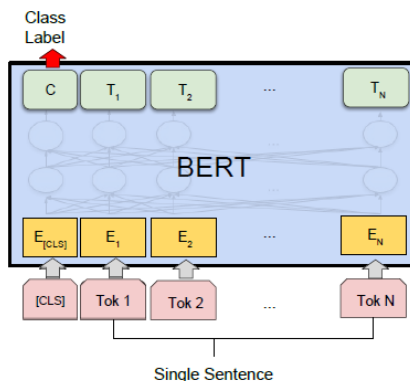 Class
Label
C T1 T2 ... TN
...
BERT
...
E[CLS] E1 E2 ... EN
[CLS] Tok 1 Tok 2 ... Tok N
Single Sentence